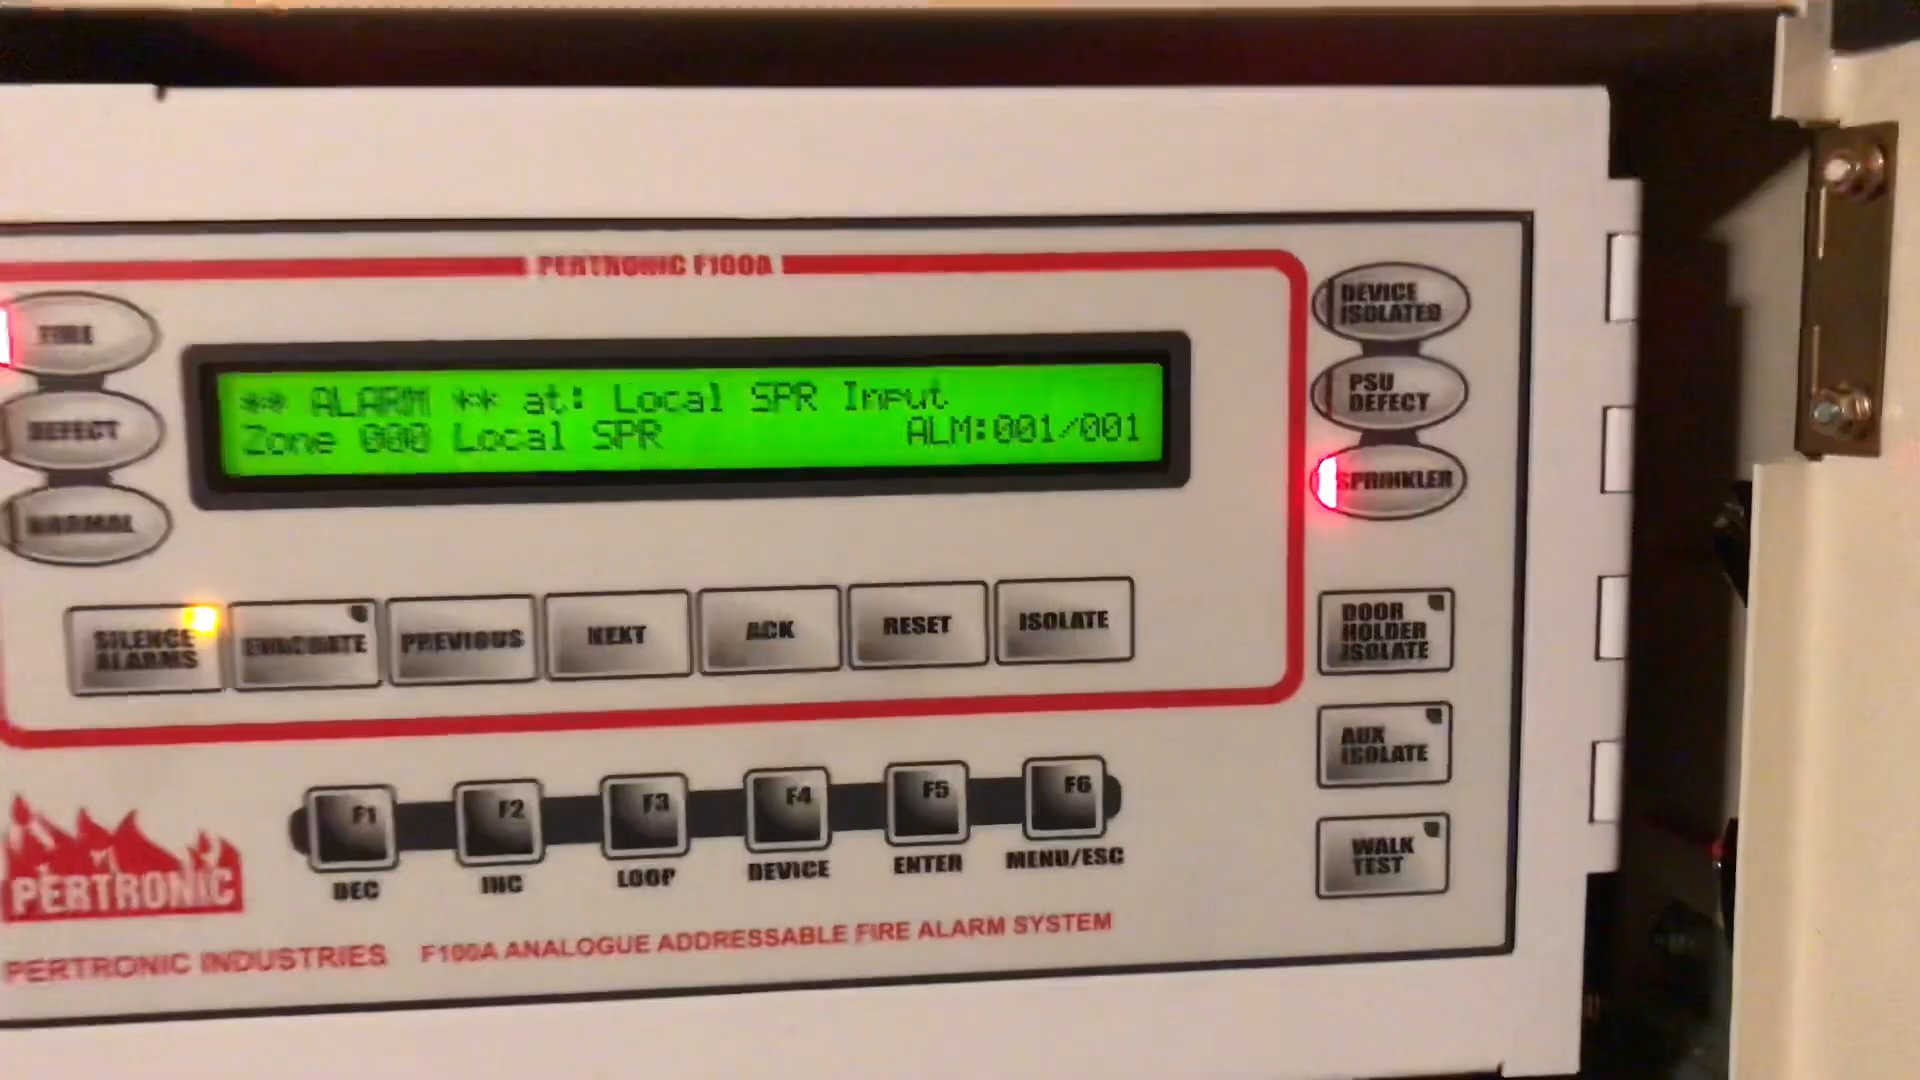 PERTRONIC F100A
FIRE
DEFECT
NORMAL
** ALARM ** at: Local SPR Input
Zone 000 Local SPR ALM:001/001
DEVICE
ISOLATED
PSU
DEFECT
SPRINKLER
SILENCE
ALARMS
EVACUATE
PREVIOUS
NEXT
ACK
RESET
ISOLATE
DOOR
HOLDER
ISOLATE
AUX
ISOLATE
WALK
TEST
F1
F2
F3
F4
F5
F6
DEC
INC
LOOP
DEVICE
ENTER
MENU/ESC
PERTRONIC
PERTRONIC INDUSTRIES F100A ANALOGUE ADDRESSABLE FIRE ALARM SYSTEM